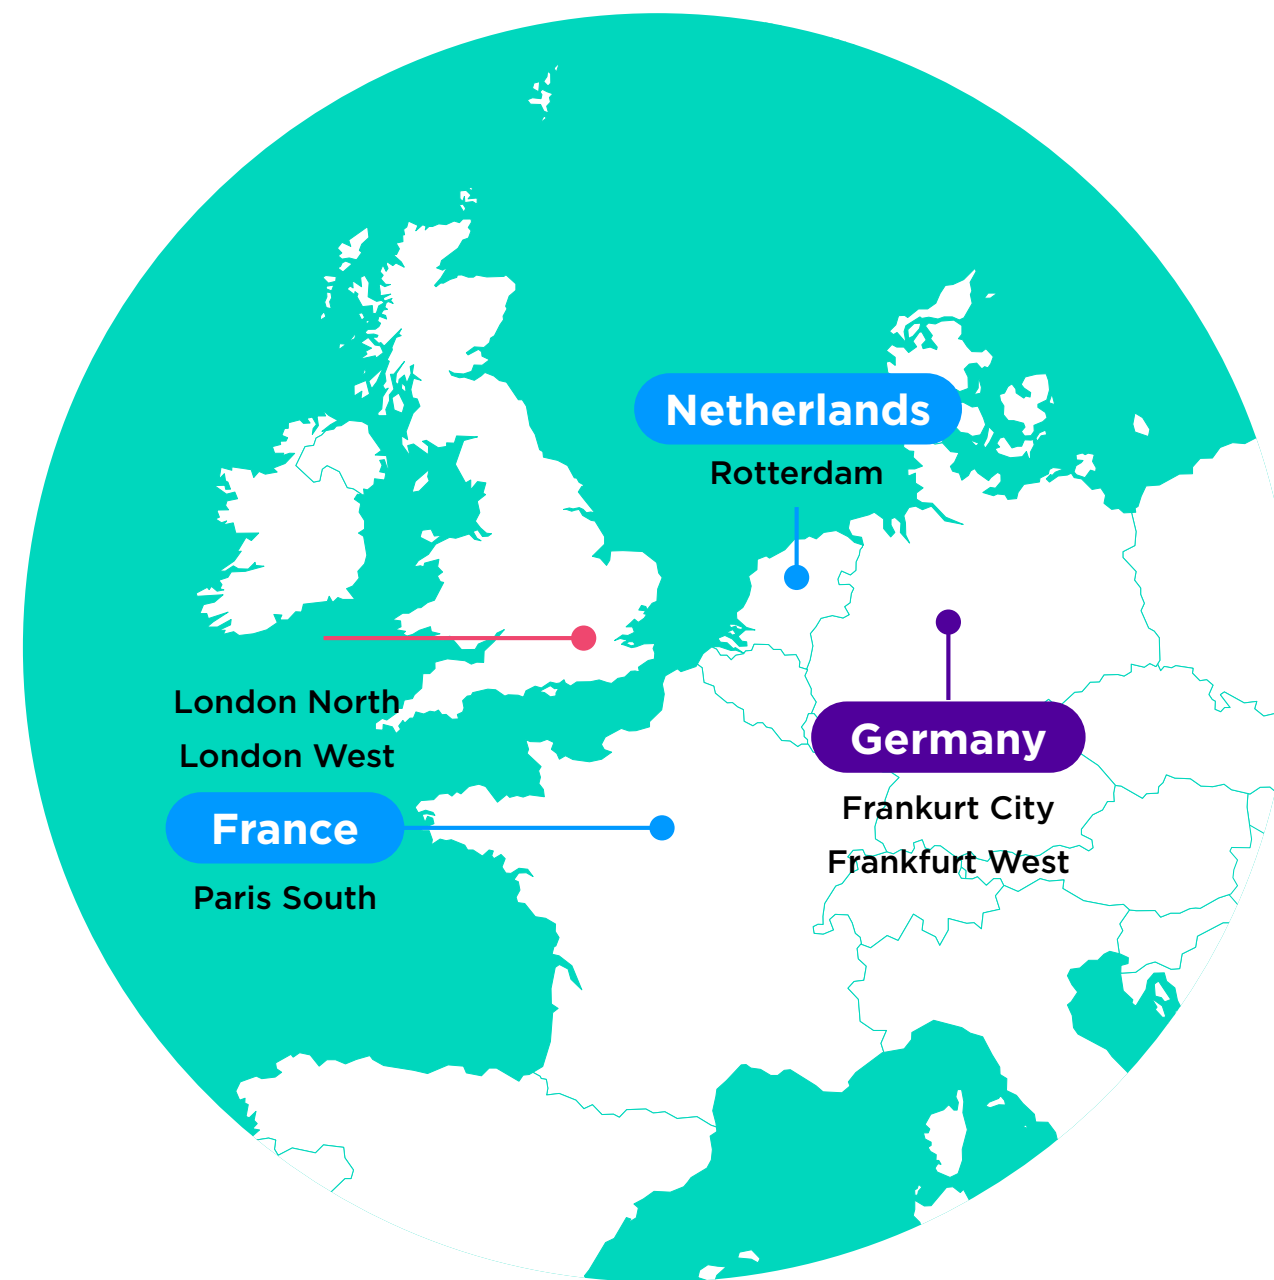 Netherlands
Rotterdam
London North
London West
Germany
Frankurt City
Frankfurt West
France
Paris South